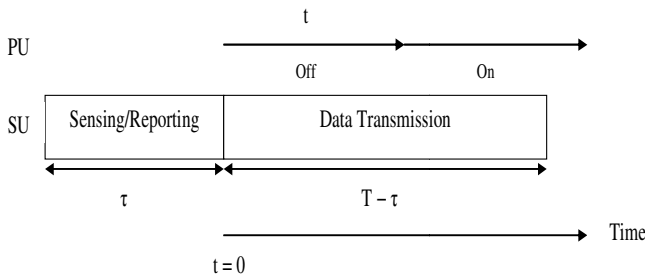 t
PU
Off On
SU Sensing/Reporting Data Transmission
τ T − τ
Time
t = 0